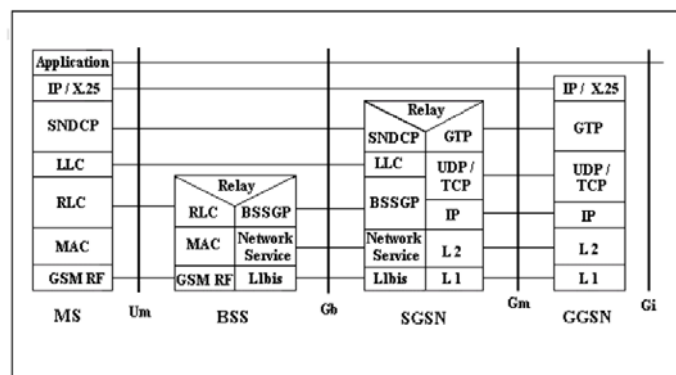 Application
IP / X.25
IP / X.25
Relay
SNDCP
SNDCP
GTP
GTP
LLC
LLC
UDP /
TCP
UDP /
TCP
Relay
RLC
RLC
BSSGP
BSSGP
IP
IP
MAC
MAC
Network
Service
Network
Service
L 2
L 2
GSM RF
GSM RF
L1bis
L1bis
L 1
L 1
MS
Um
BSS
Gb
SGSN
Gm
GGSN
Gi